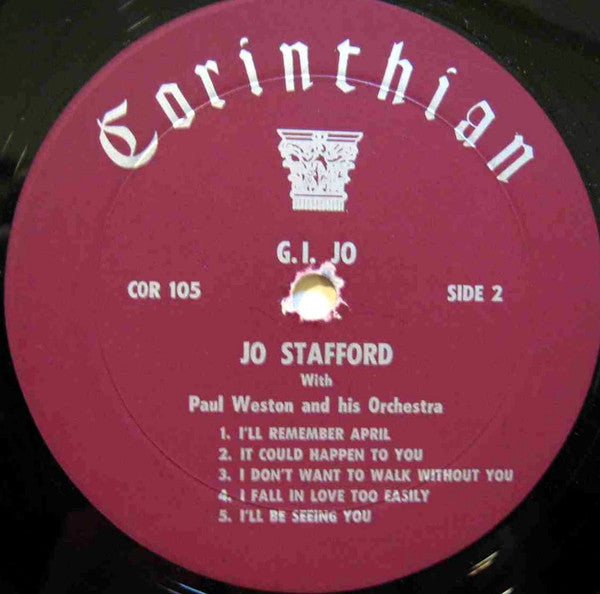 Corinthian
G.I. JO
COR 105
SIDE 2
JO STAFFORD
With
Paul Weston and his Orchestra
1. I'LL REMEMBER APRIL
2. IT COULD HAPPEN TO YOU
3. I DON'T WANT TO WALK WITHOUT YOU
4. I FALL IN LOVE TOO EASILY
5. I'LL BE SEEING YOU